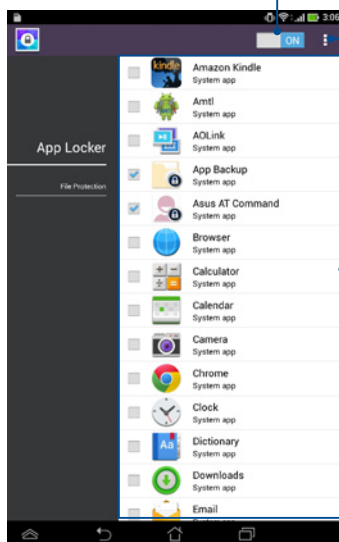 3:06
ON
App Locker
File Protection
kindle
Amazon Kindle
System app
Amtl
System app
AOLink
System app
App Backup
System app
Asus AT Command
System app
Browser
System app
Calculator
System app
Calendar
System app
Camera
System app
Chrome
System app
Clock
System app
Aa
Dictionary
System app
Downloads
System app
Email